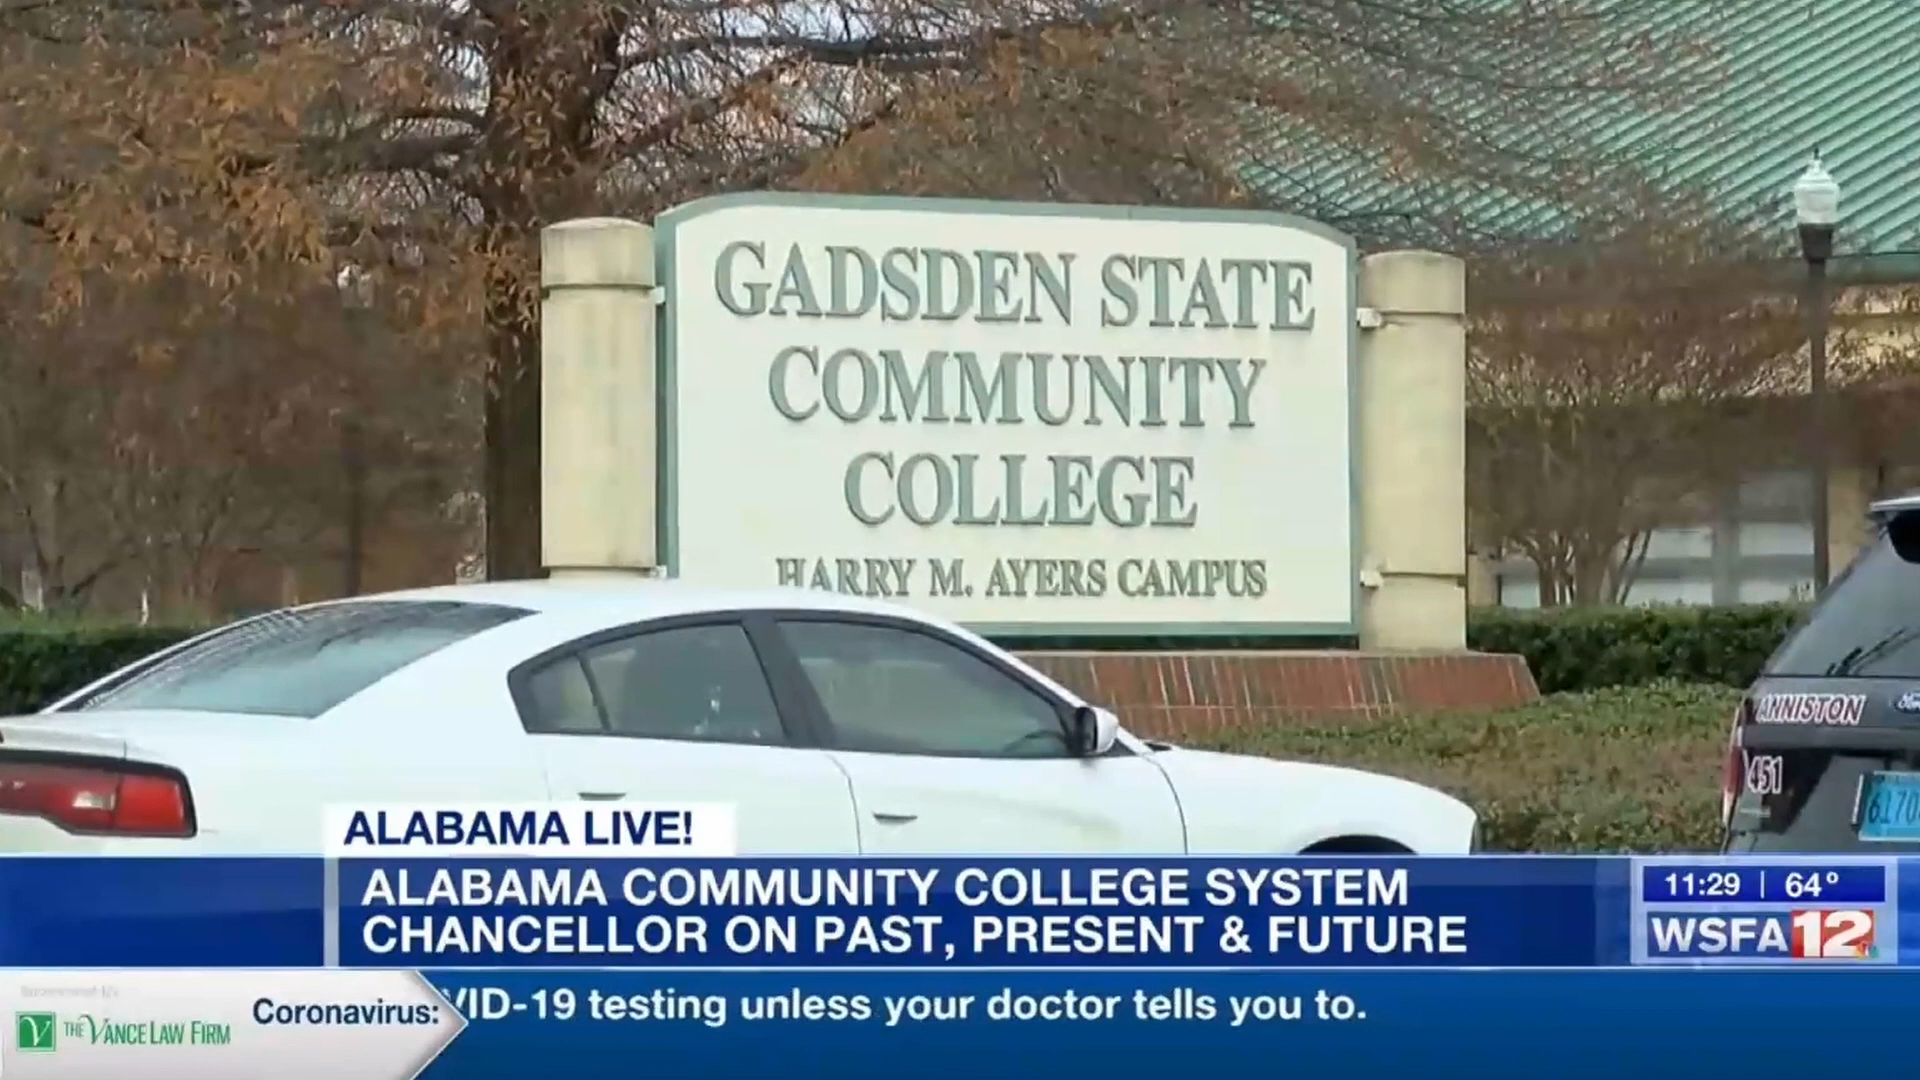 GADSDEN STATE
COMMUNITY
COLLEGE
HARRY M. AYERS CAMPUS
ANNISTON
Ford
451
ALABAMA LIVE!
ALABAMA COMMUNITY COLLEGE SYSTEM
CHANCELLOR ON PAST, PRESENT & FUTURE
11:29 | 64°
WSFA 12
THE VANCE LAW FIRM
Coronavirus:
VID-19 testing unless your doctor tells you to.